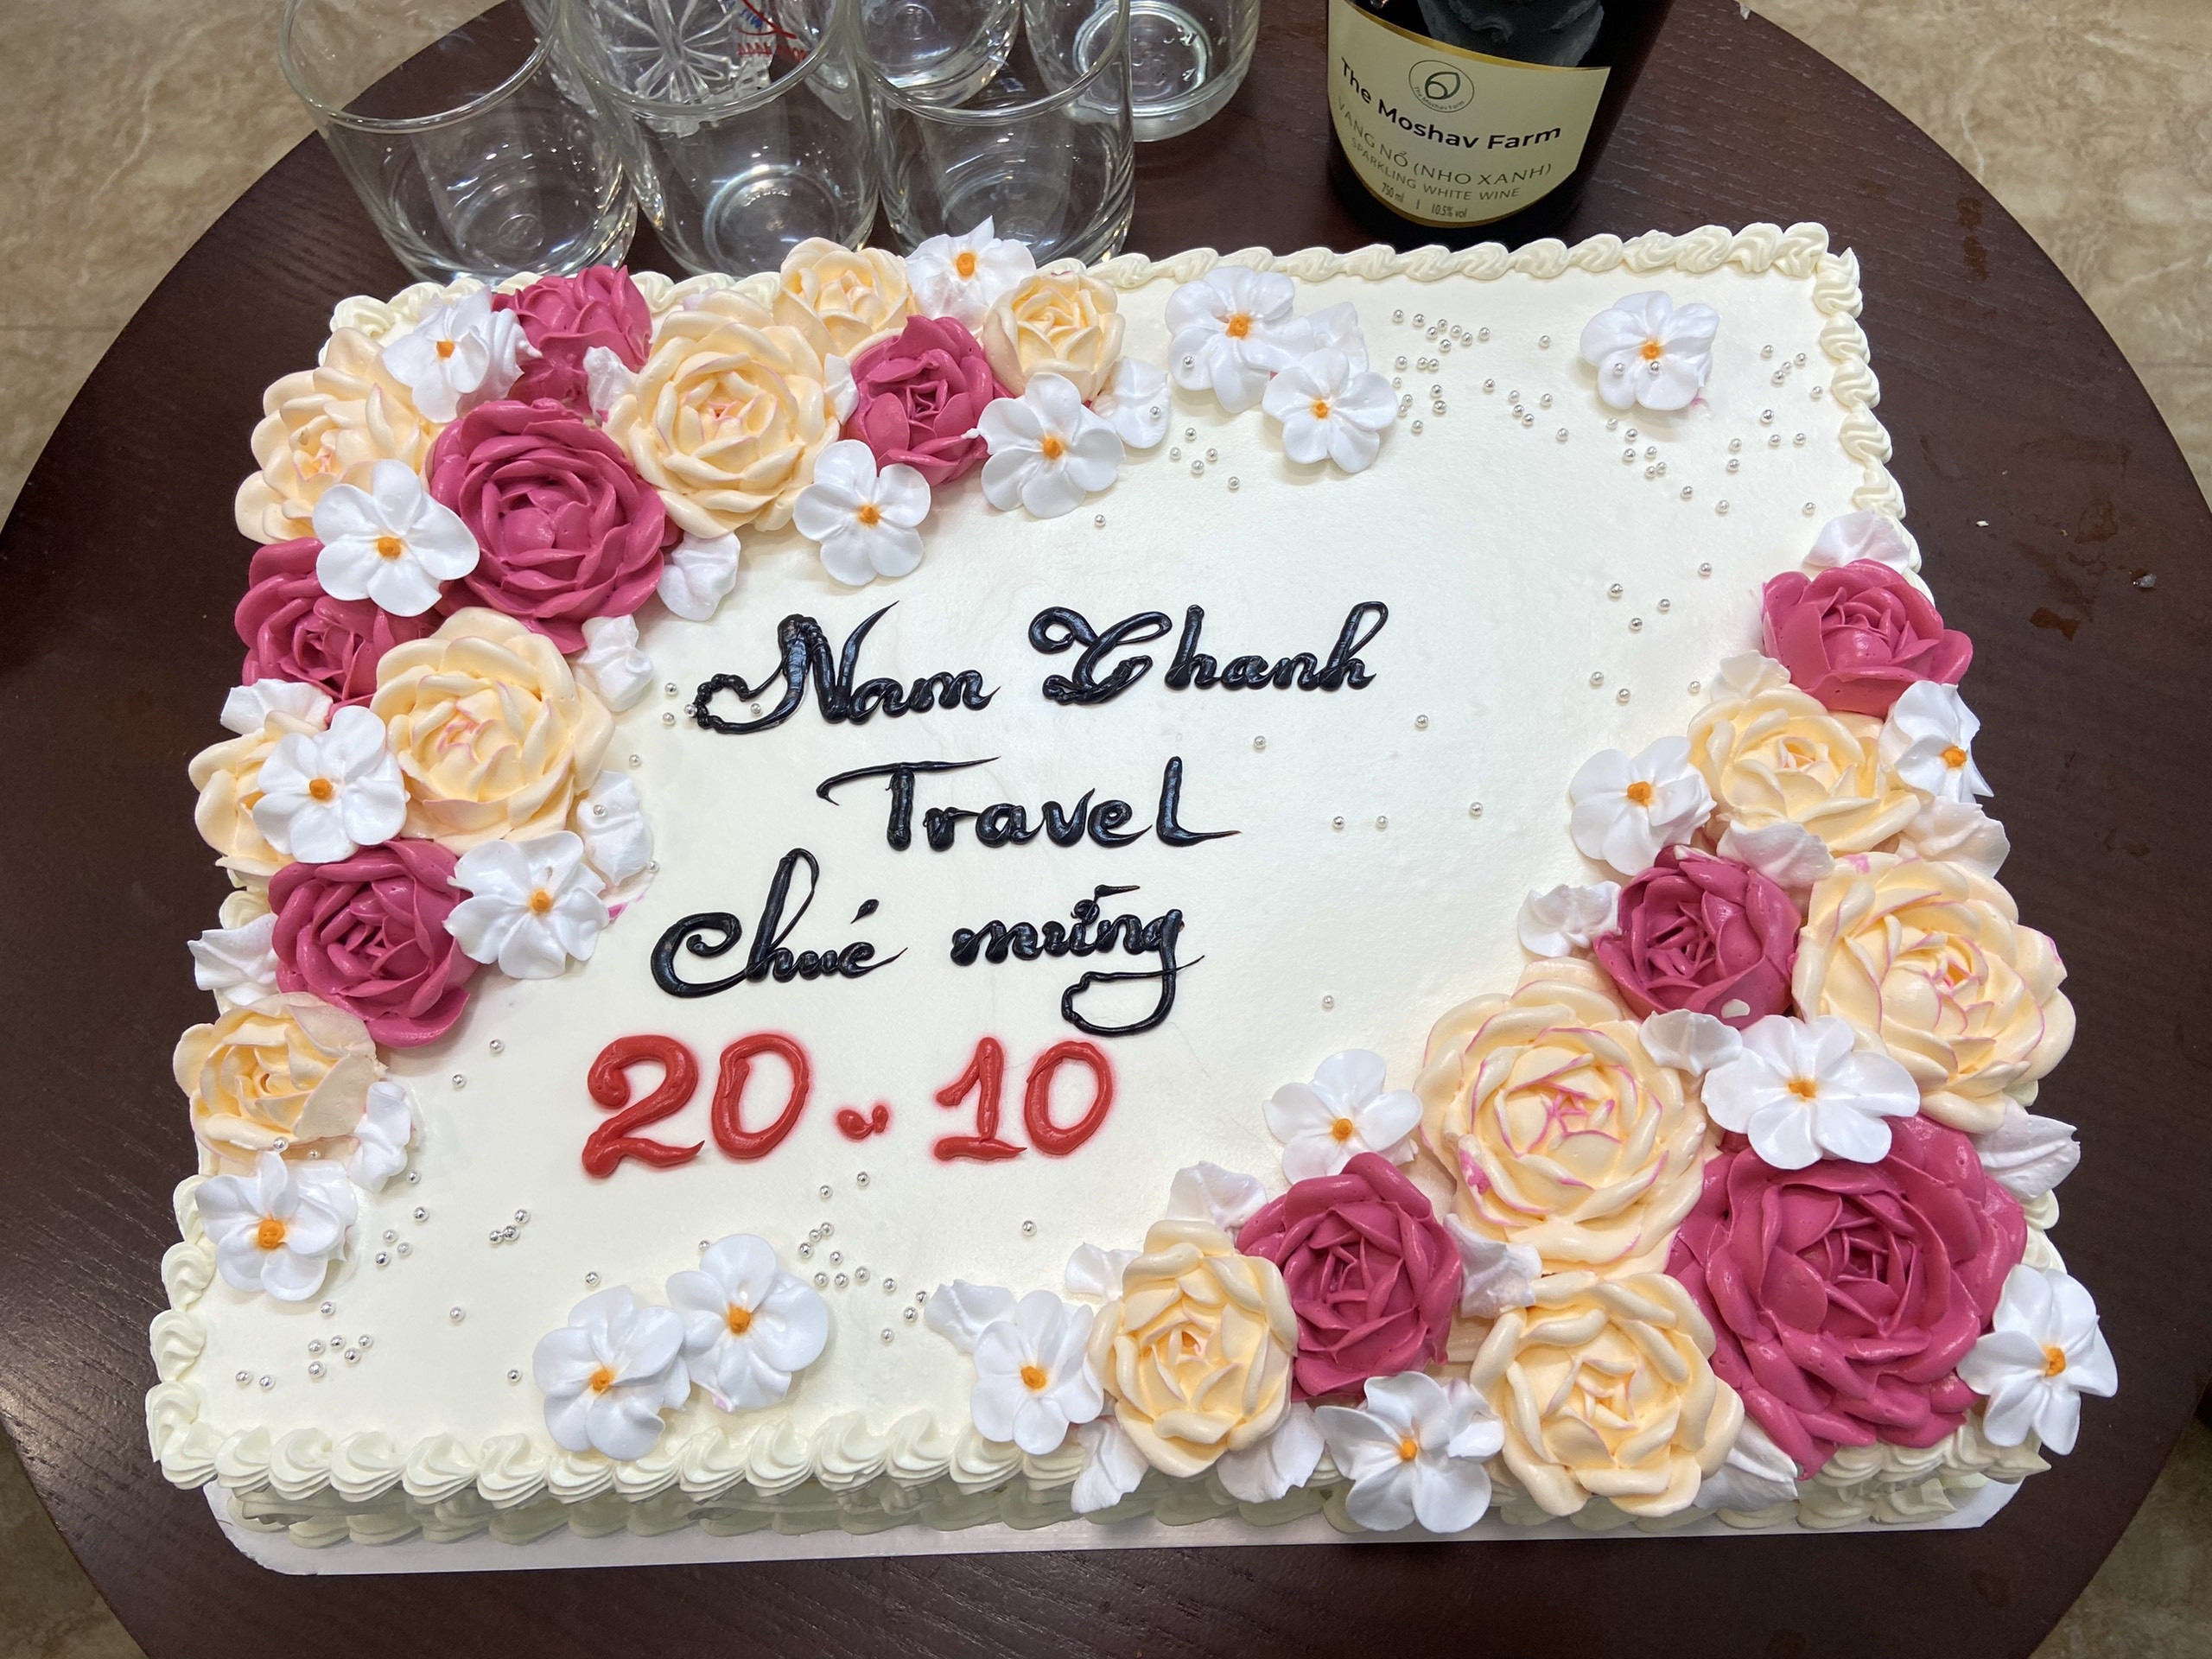 The Moshav Farm
VANG NỔ (NHO XANH)
SPARKLING WHITE WINE
750 ml | 10.5% vol
Nam Thanh
Travel
Chúc mừng
20 - 10